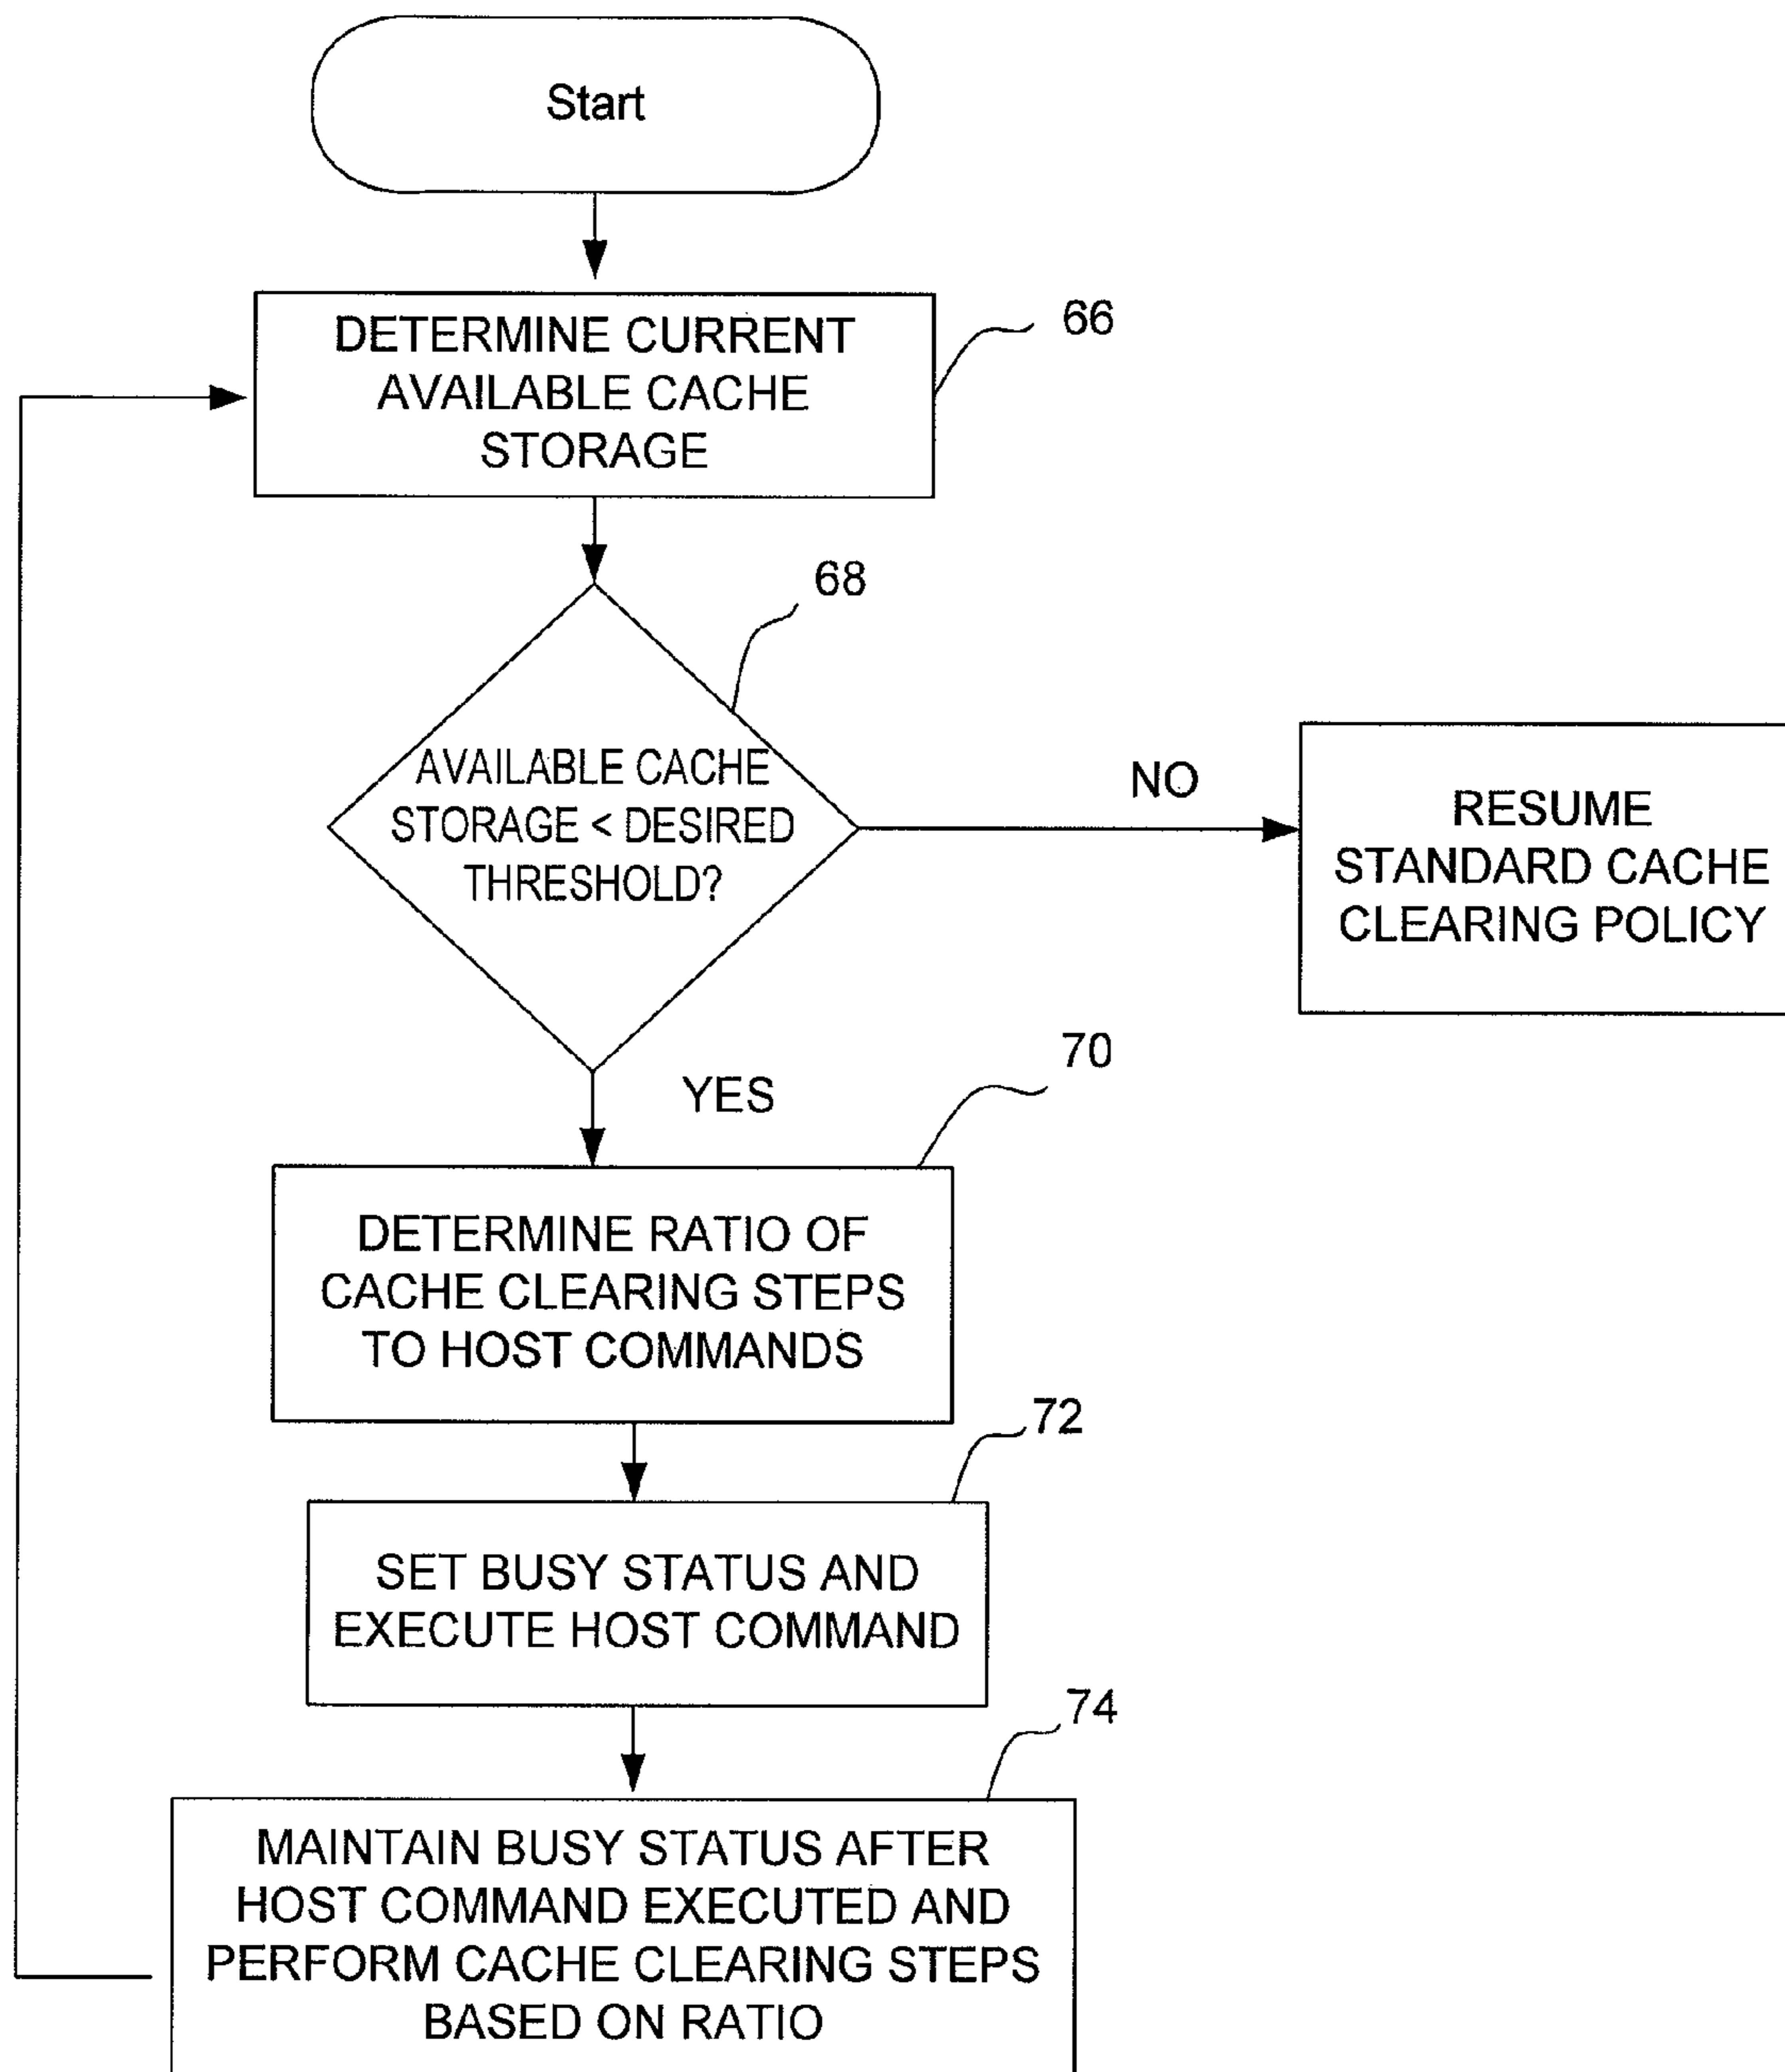 Start
DETERMINE CURRENT
AVAILABLE CACHE
STORAGE
66
68
AVAILABLE CACHE
STORAGE < DESIRED
THRESHOLD?
NO
RESUME
STANDARD CACHE
CLEARING POLICY
YES
70
DETERMINE RATIO OF
CACHE CLEARING STEPS
TO HOST COMMANDS
72
SET BUSY STATUS AND
EXECUTE HOST COMMAND
74
MAINTAIN BUSY STATUS AFTER
HOST COMMAND EXECUTED AND
PERFORM CACHE CLEARING STEPS
BASED ON RATIO